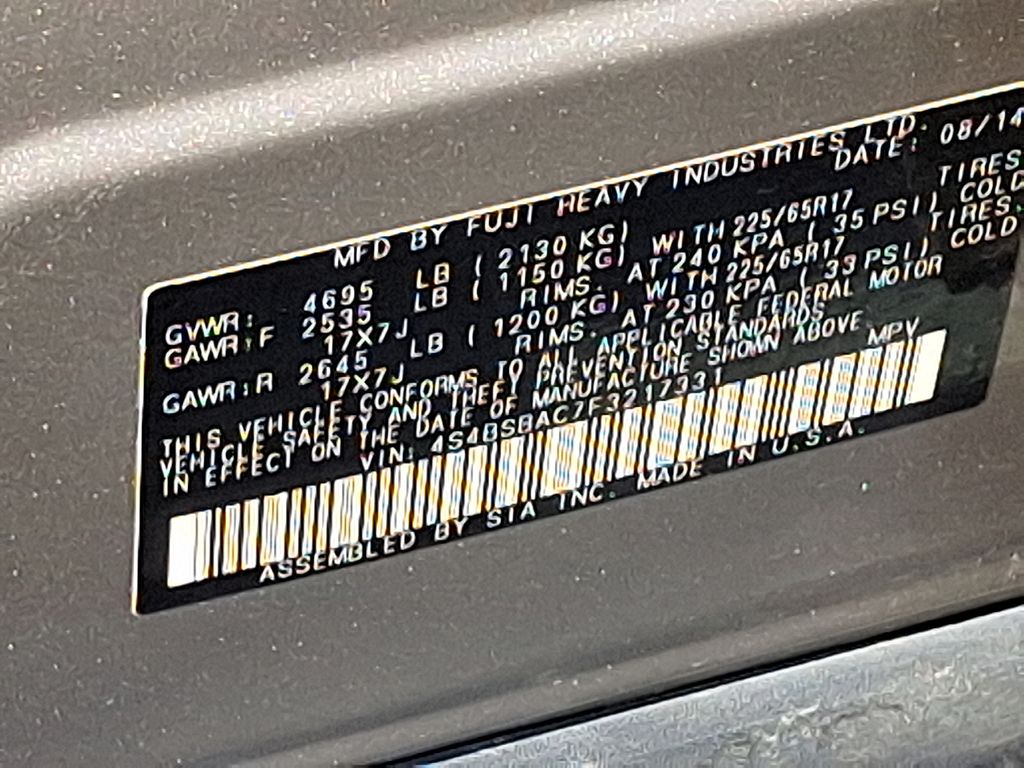 MFD BY FUJI HEAVY INDUSTRIES LTD.
DATE: 08/14
GVWR: 4695 LB ( 2130 KG)
GAWR:F 2535 LB ( 1150 KG) WITH 225/65R17 TIRES
17X7J RIMS. AT 240 KPA ( 35 PSI) COLD
GAWR:R 2645 LB ( 1200 KG) WITH 225/65R17 TIRES.
17X7J RIMS. AT 230 KPA ( 33 PSI) COLD
THIS VEHICLE CONFORMS TO ALL APPLICABLE FEDERAL MOTOR
VEHICLE SAFETY AND THEFT PREVENTION STANDARDS
IN EFFECT ON THE DATE OF MANUFACTURE SHOWN ABOVE
VIN: 4S4BSBAC7F3217331 MPV
ASSEMBLED BY SIA INC. MADE IN U.S.A.